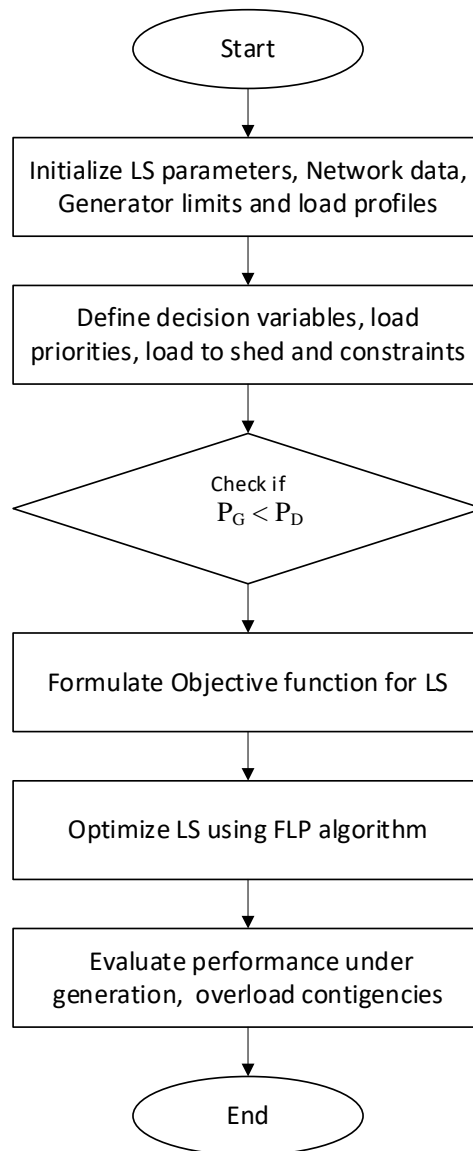 Start
Initialize LS parameters, Network data,
Generator limits and load profiles
Define decision variables, load
priorities, load to shed and constraints
Check if
P_G < P_D
Formulate Objective function for LS
Optimize LS using FLP algorithm
Evaluate performance under
generation, overload contigencies
End